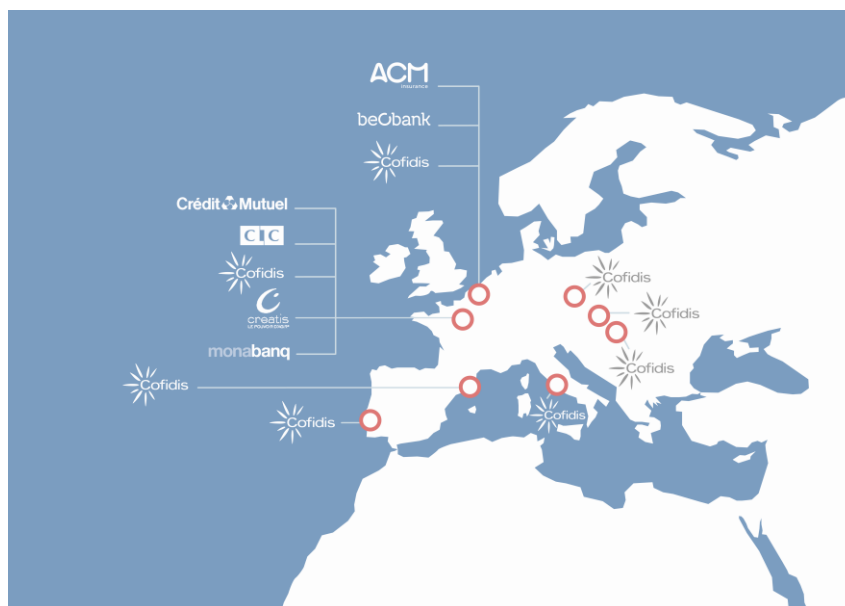 ACM
insurance
beobank
Cofidis
Crédit Mutuel
CIC
Cofidis
creatis
monabanq
Cofidis
Cofidis
Cofidis
Cofidis
Cofidis
Cofidis